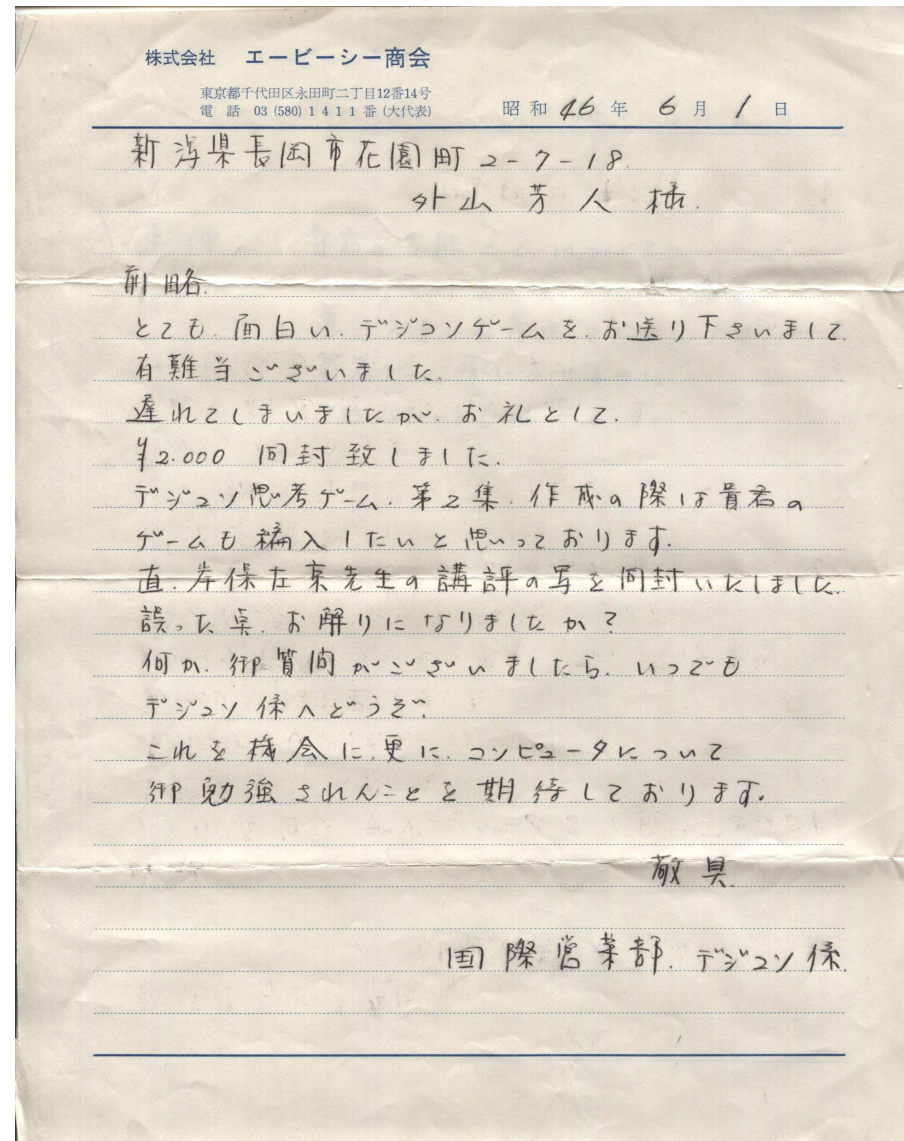 株式会社 エービーシー商会
東京都千代田区永田町二丁目12番14号
電話 03 (580) 1411番 (大代表)
昭和 46 年 6 月 1 日
新潟県長岡市花園町2-7-18.
外山 芳人 様.
前略.
とても.面白い.デジコンゲームを.お送り下さいまして
有難当ございました.
遅れてしまいましたが.お礼として.
¥2.000 同封致しました.
デジコン思考ゲーム.第2集.作成の際は貴君の
ゲームも編入したいと思っております.
直.岸保左京先生の講評の写を同封いたしました.
誤った点.お解りになりましたか?
何か.御質問がございましたら.いつでも
デジコン係へどうぞ.
これを機会に.更に.コンピュータについて
御勉強されんことを期待しております.
敬具.
国際営業部.デジコン係.